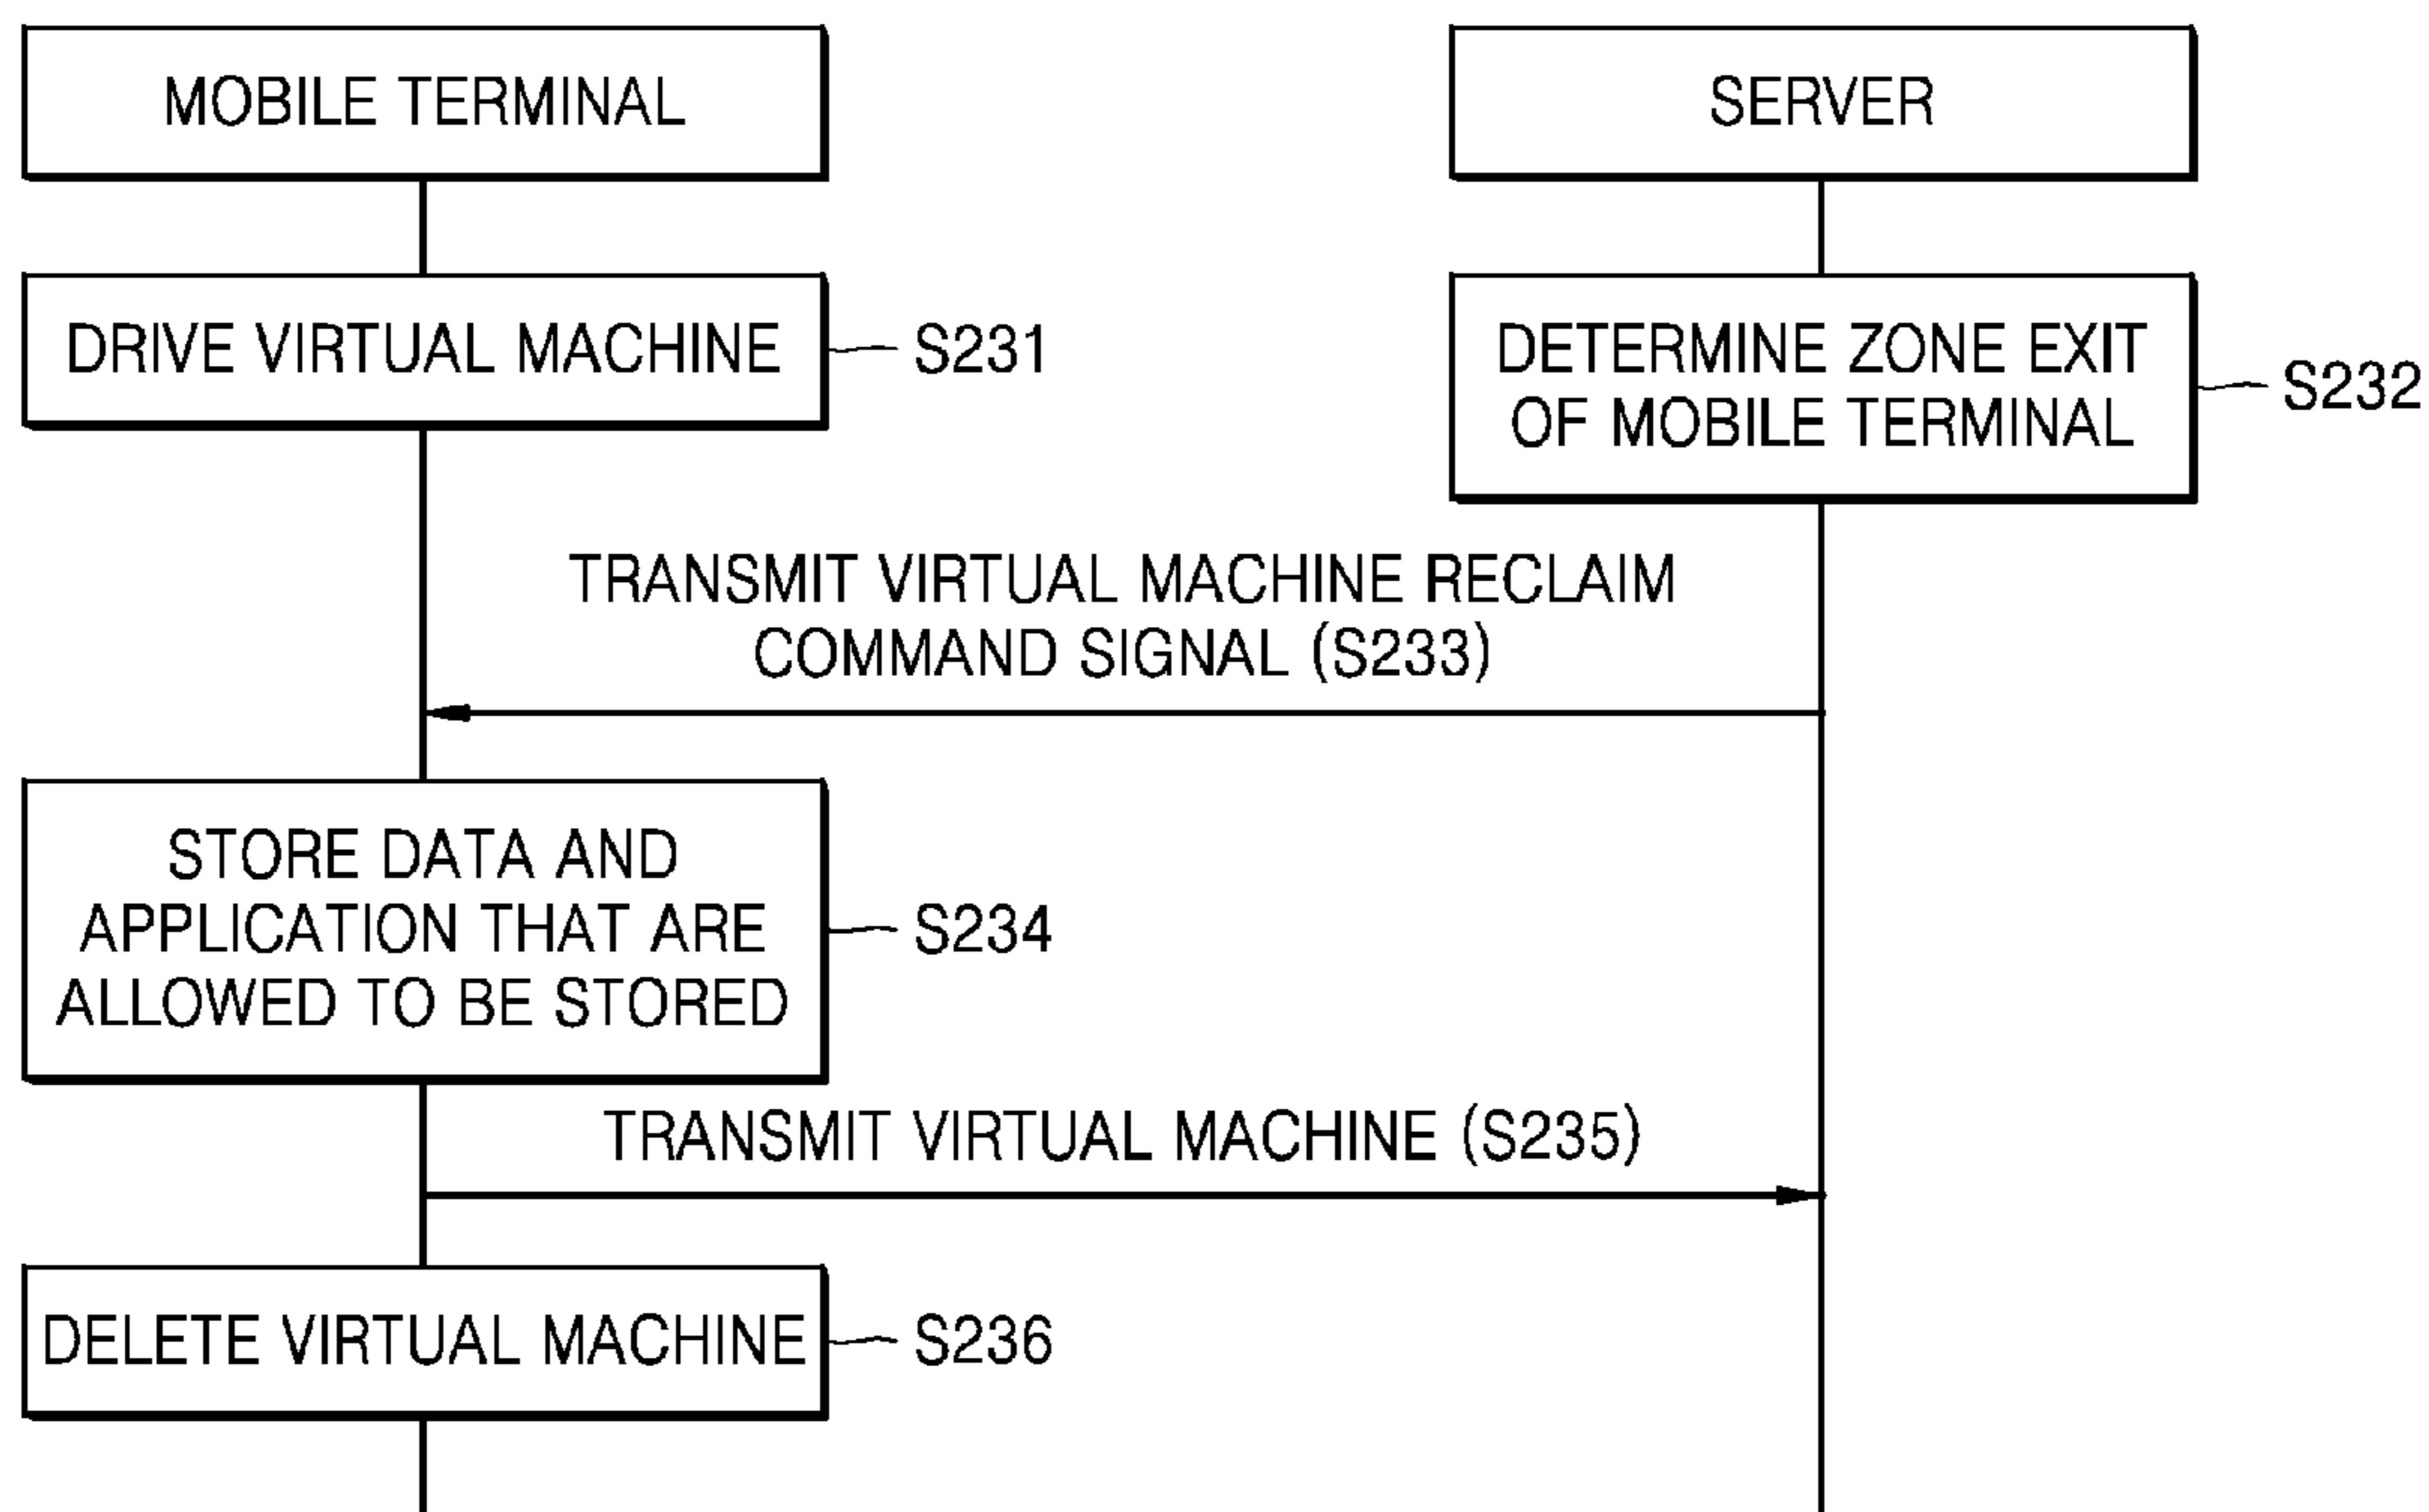 MOBILE TERMINAL
SERVER
DRIVE VIRTUAL MACHINE
S231
DETERMINE ZONE EXIT
OF MOBILE TERMINAL
S232
TRANSMIT VIRTUAL MACHINE RECLAIM
COMMAND SIGNAL (S233)
STORE DATA AND
APPLICATION THAT ARE
ALLOWED TO BE STORED
S234
TRANSMIT VIRTUAL MACHINE (S235)
DELETE VIRTUAL MACHINE
S236